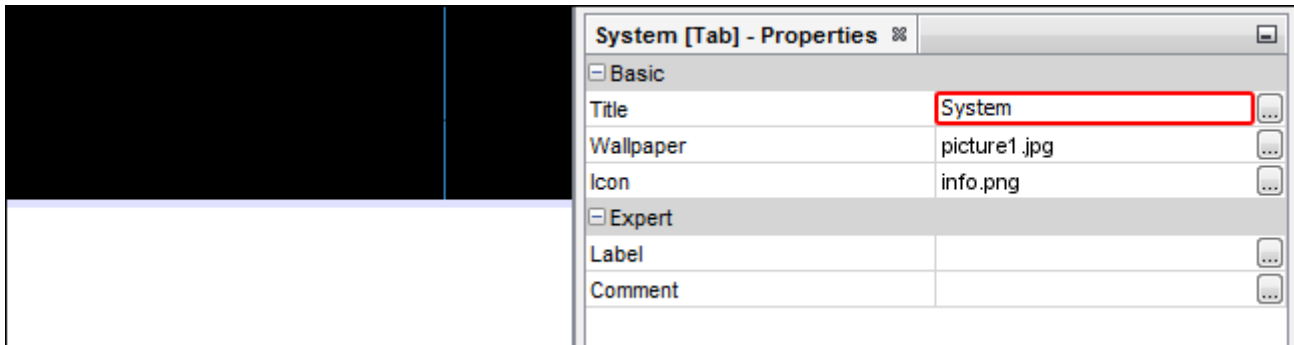 System [Tab] - Properties
Basic
Title System ...
Wallpaper picture1.jpg ...
Icon info.png ...
Expert
Label ...
Comment ...